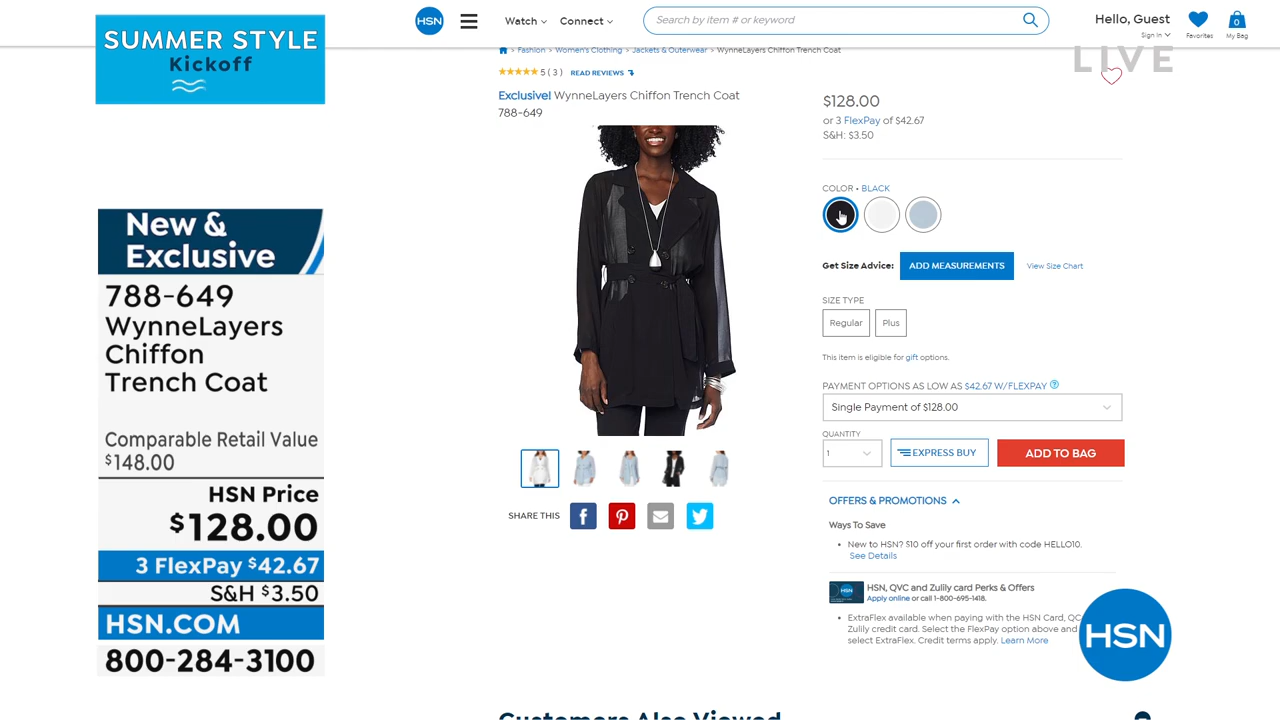 SUMMER STYLE
Kickoff
New &
Exclusive
788-649
WynneLayers
Chiffon
Trench Coat
Comparable Retail Value
$148.00
HSN Price
$128.00
3 FlexPay $42.67
S&H $3.50
HSN.COM
800-284-3100
HSN
Watch
Connect
Search by item # or keyword
Hello, Guest
Sign in
Favorites
0
My Bag
LIVE
> Fashion > Women's Clothing > Jackets & Outerwear > WynneLayers Chiffon Trench Coat
5 ( 3 ) READ REVIEWS
Exclusive! WynneLayers Chiffon Trench Coat
788-649
SHARE THIS
$128.00
or 3 FlexPay of $42.67
S&H: $3.50
COLOR • BLACK
Get Size Advice: ADD MEASUREMENTS View Size Chart
SIZE TYPE
Regular Plus
This item is eligible for gift options.
PAYMENT OPTIONS AS LOW AS $42.67 W/FLEXPAY ?
Single Payment of $128.00
QUANTITY
1 EXPRESS BUY ADD TO BAG
OFFERS & PROMOTIONS
Ways To Save
• New to HSN? $10 off your first order with code HELLO10.
See Details
HSN, QVC and Zulily card Perks & Offers
Apply online or call 1-800-695-1418.
• ExtraFlex available when paying with the HSN Card, QC
Zulily credit card. Select the FlexPay option above and
select ExtraFlex. Credit terms apply. Learn More
HSN
Customers Also Viewed